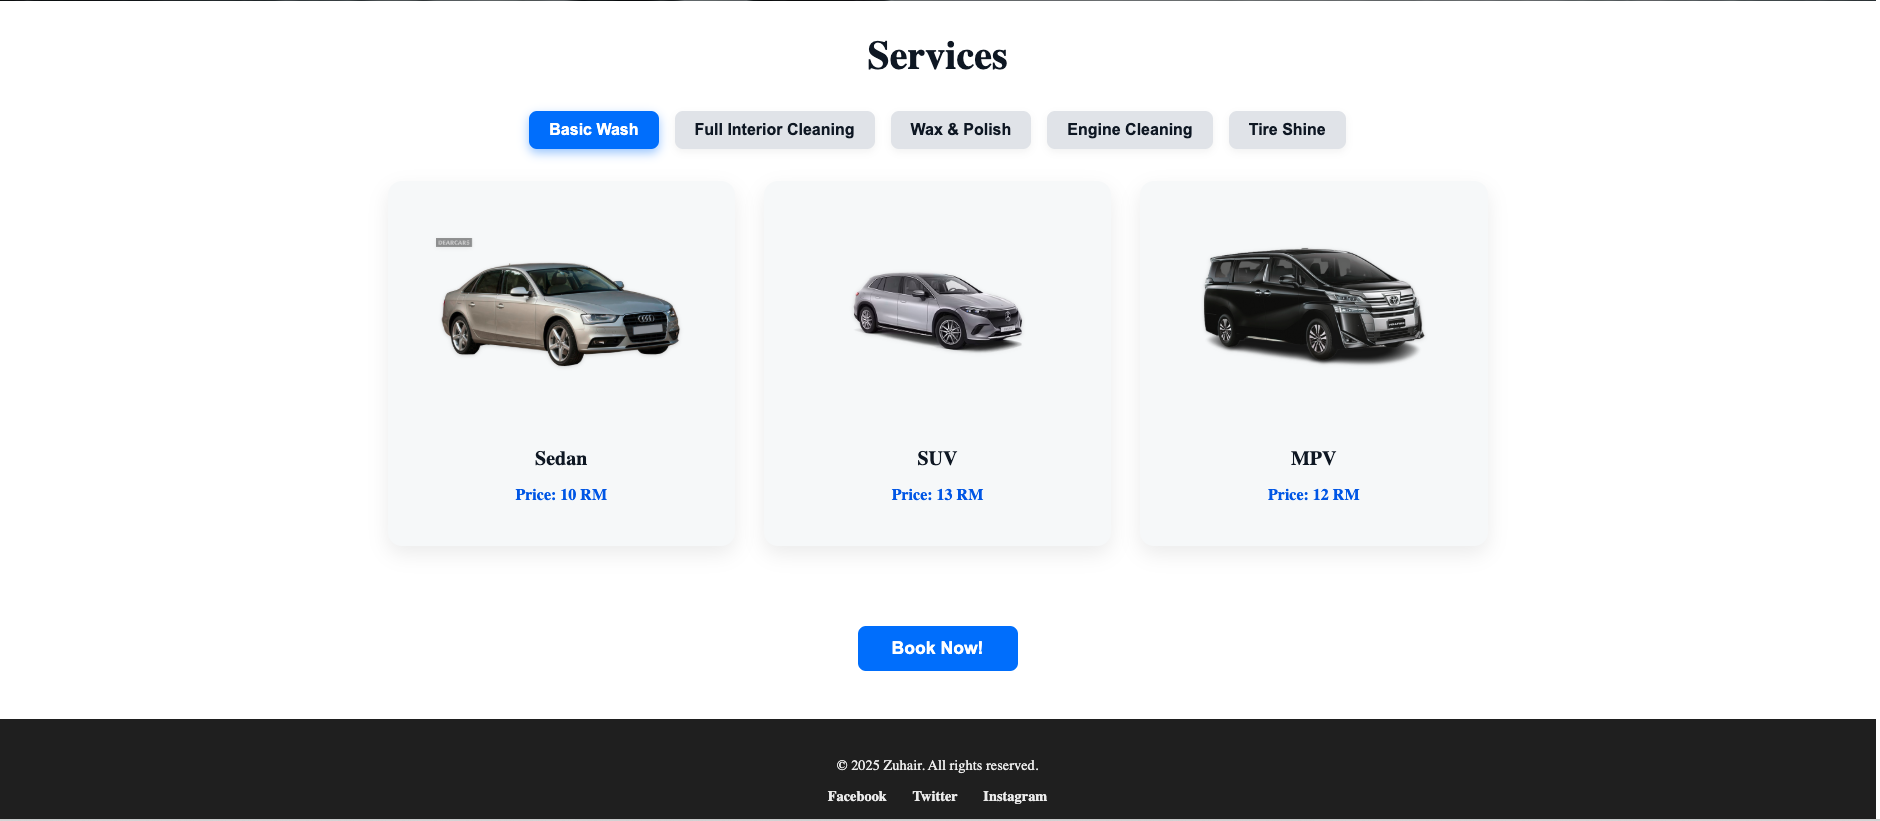 Services
Basic Wash Full Interior Cleaning Wax & Polish Engine Cleaning Tire Shine
DEARCARS
Sedan SUV MPV
Price: 10 RM Price: 13 RM Price: 12 RM
Book Now!
© 2025 Zuhair. All rights reserved.
Facebook Twitter Instagram